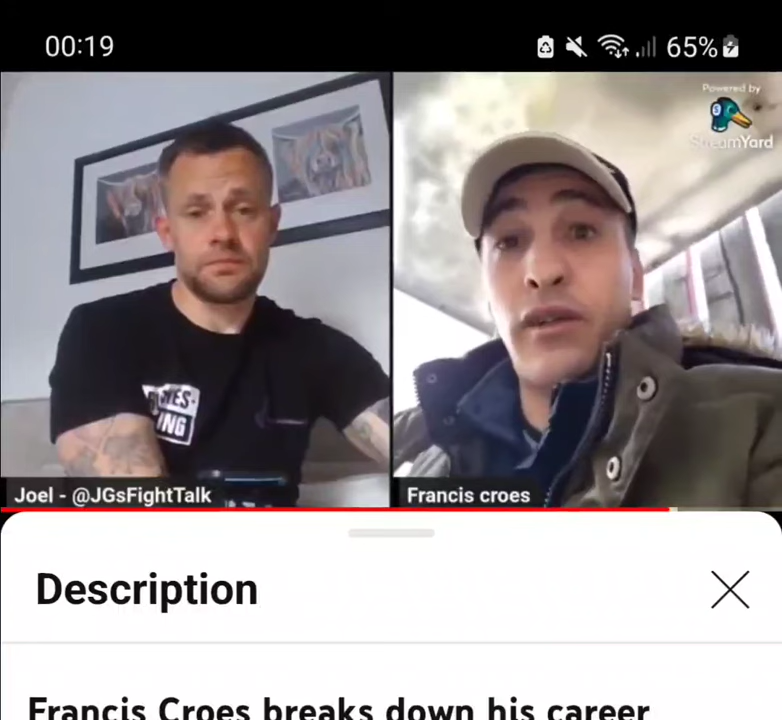 00:19
65%
Powered by
StreamYard
Joel - @JGsFightTalk
Francis croes
Description
Francis Croes breaks down his career